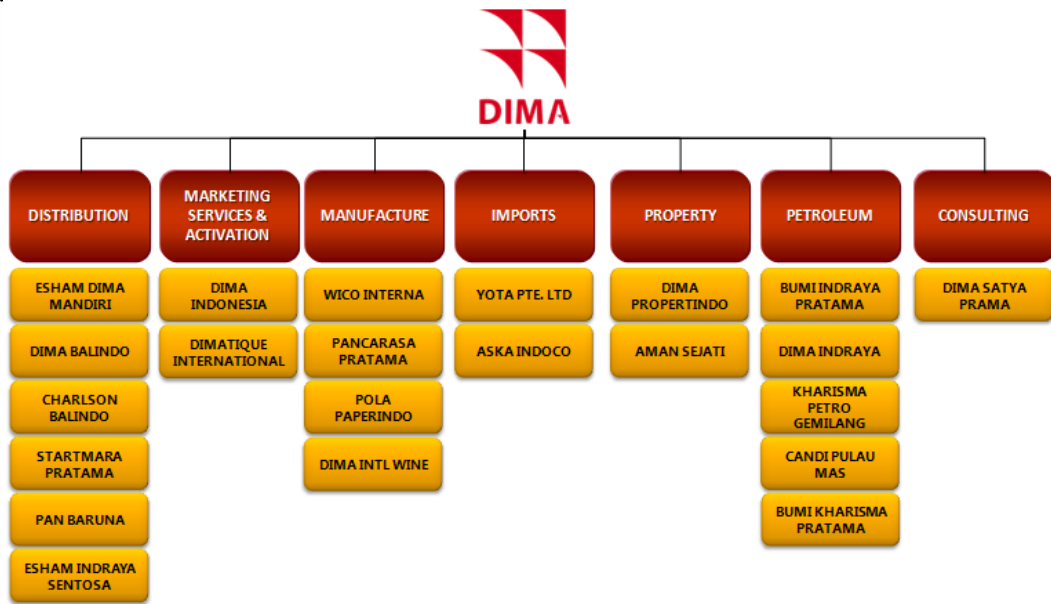 DIMA
DISTRIBUTION
ESHAM DIMA
MANDIRI
DIMA BALINDO
CHARLSON
BALINDO
STARTMARA
PRATAMA
PAN BARUNA
ESHAM INDRAYA
SENTOSA
MARKETING
SERVICES &
ACTIVATION
DIMA
INDONESIA
DIMATIQUE
INTERNATIONAL
MANUFACTURE
WICO INTERNA
PANCARASA
PRATAMA
POLA
PAPERINDO
DIMA INTL WINE
IMPORTS
YOTA PTE. LTD
ASKA INDOCO
PROPERTY
DIMA
PROPERTINDO
AMAN SEJATI
PETROLEUM
BUMI INDRAYA
PRATAMA
DIMA INDRAYA
KHARISMA
PETRO
GEMILANG
CANDI PULAU
MAS
BUMI KHARISMA
PRATAMA
CONSULTING
DIMA SATYA
PRAMA